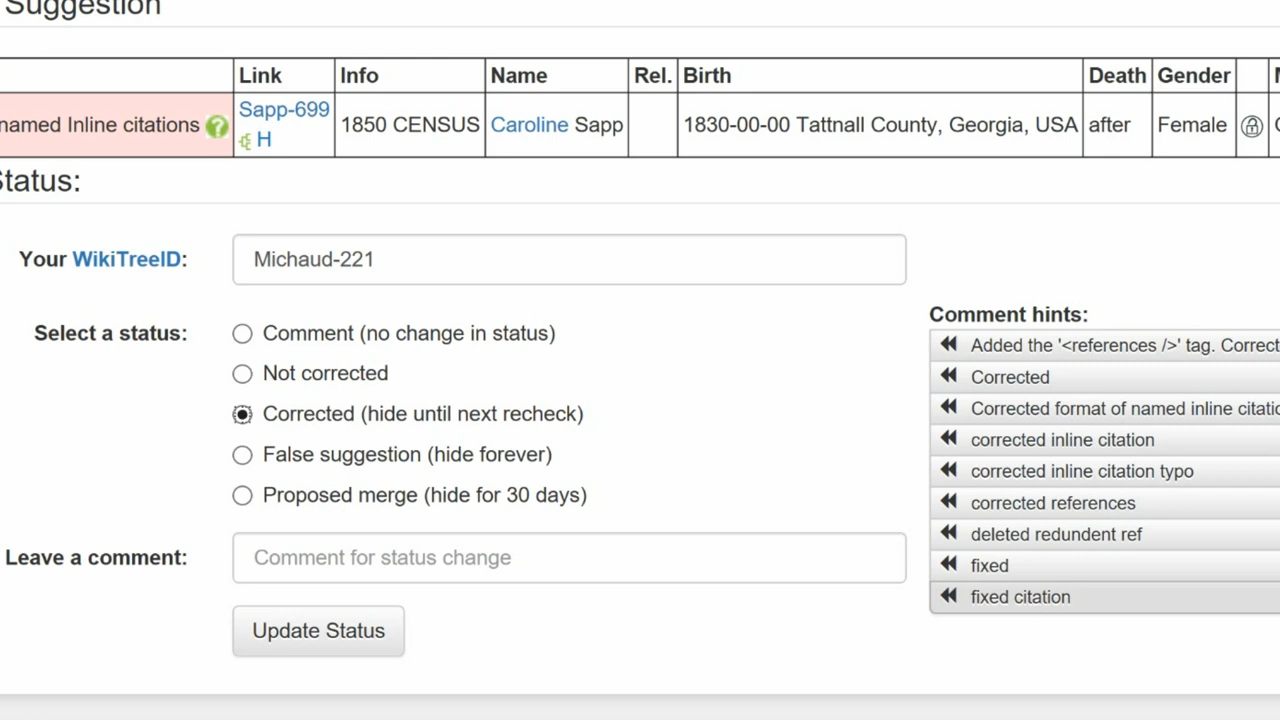 Suggestion
Link Info Name Rel. Birth Death Gender
named Inline citations Sapp-699 H 1850 CENSUS Caroline Sapp 1830-00-00 Tattnall County, Georgia, USA after Female
Status:
Your WikiTreeID: Michaud-221
Select a status:
Comment (no change in status)
Not corrected
Corrected (hide until next recheck)
False suggestion (hide forever)
Proposed merge (hide for 30 days)
Leave a comment: Comment for status change
Update Status
Comment hints:
Added the '<references />' tag. Correct
Corrected
Corrected format of named inline citatio
corrected inline citation
corrected inline citation typo
corrected references
deleted redundent ref
fixed
fixed citation